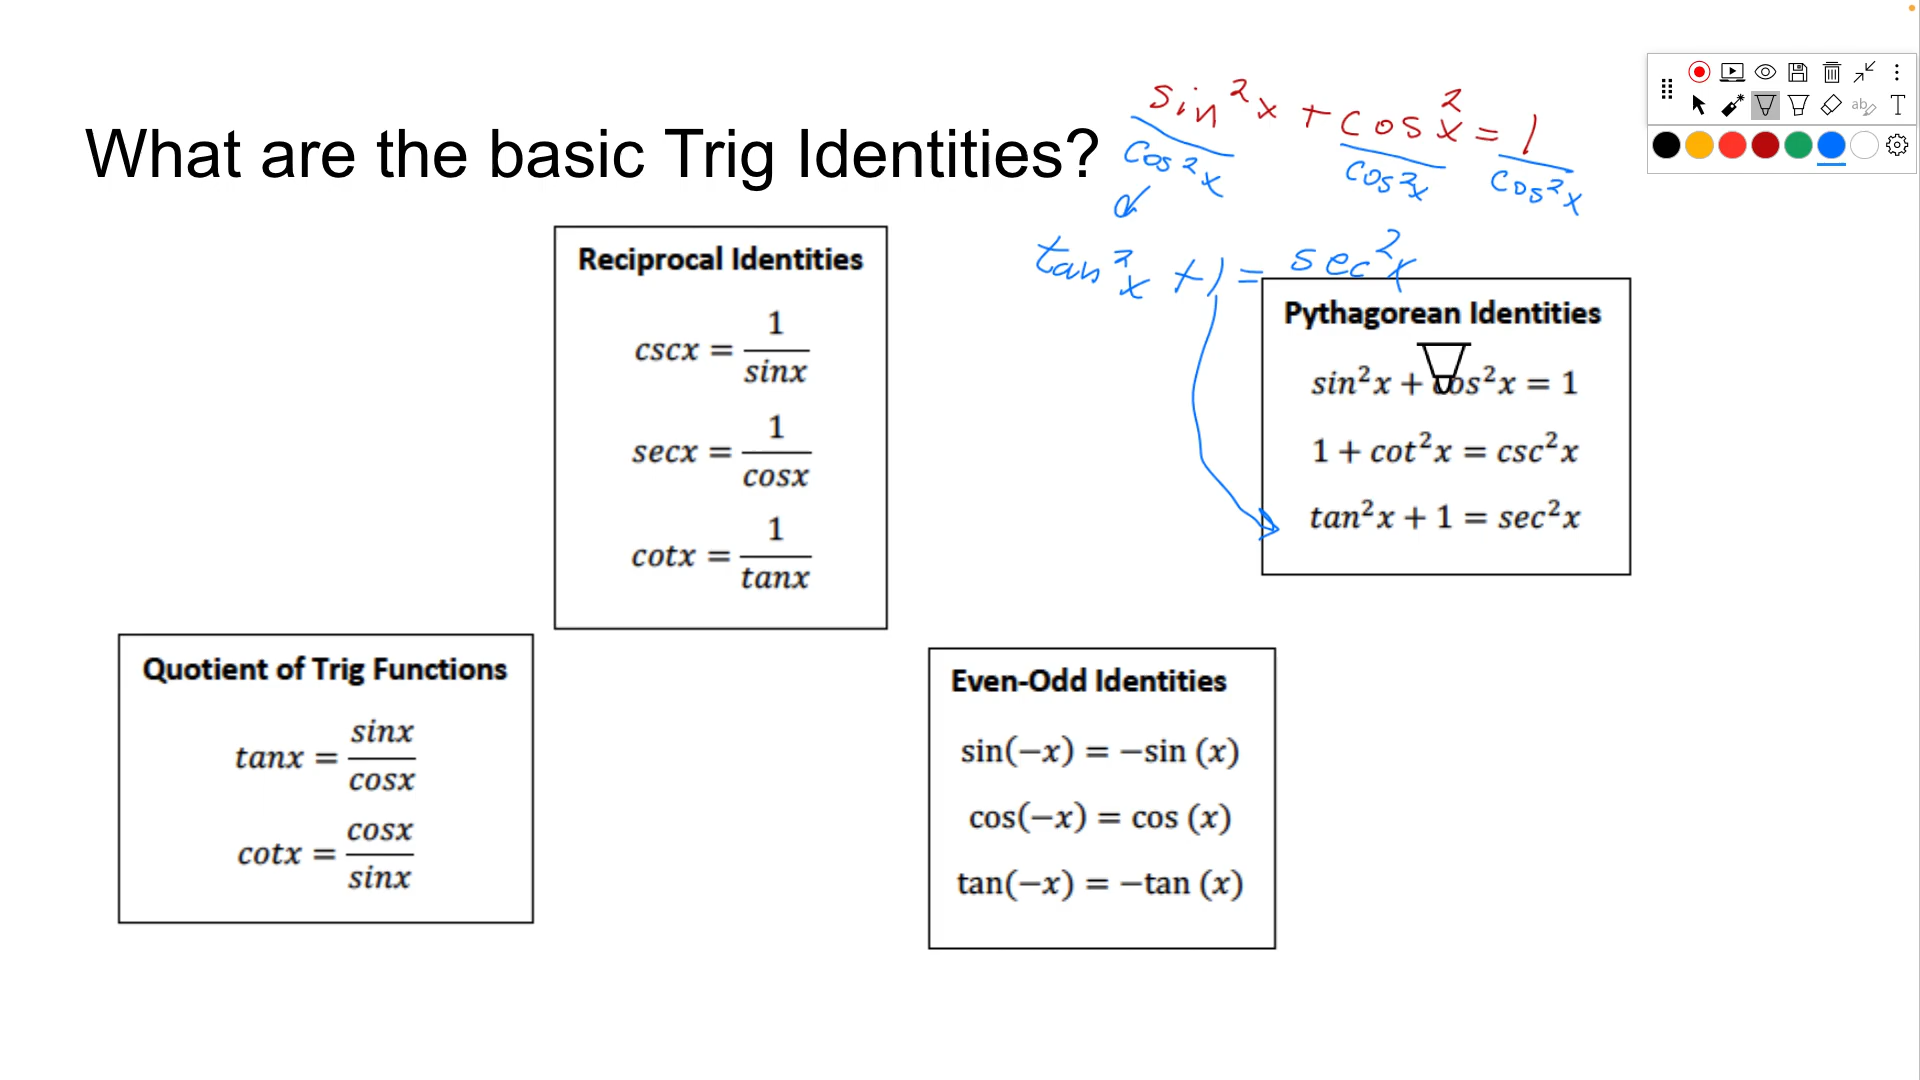 What are the basic Trig Identities?
sin²x + cos²x = 1
cos²x cos²x cos²x
tan²x + 1 = sec²x
Reciprocal Identities
cscx = 1/sinx
secx = 1/cosx
cotx = 1/tanx
Pythagorean Identities
sin²x + cos²x = 1
1 + cot²x = csc²x
tan²x + 1 = sec²x
Quotient of Trig Functions
tanx = sinx/cosx
cotx = cosx/sinx
Even-Odd Identities
sin(−x) = −sin (x)
cos(−x) = cos (x)
tan(−x) = −tan (x)
ab
T